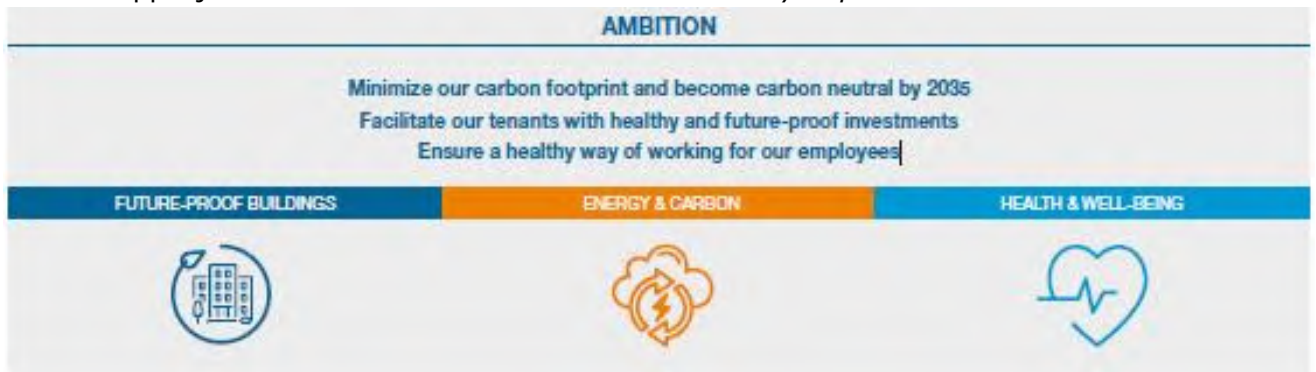 AMBITION
Minimize our carbon footprint and become carbon neutral by 2035
Facilitate our tenants with healthy and future-proof investments
Ensure a healthy way of working for our employees
FUTURE-PROOF BUILDINGS ENERGY & CARBON HEALTH & WELL-BEING